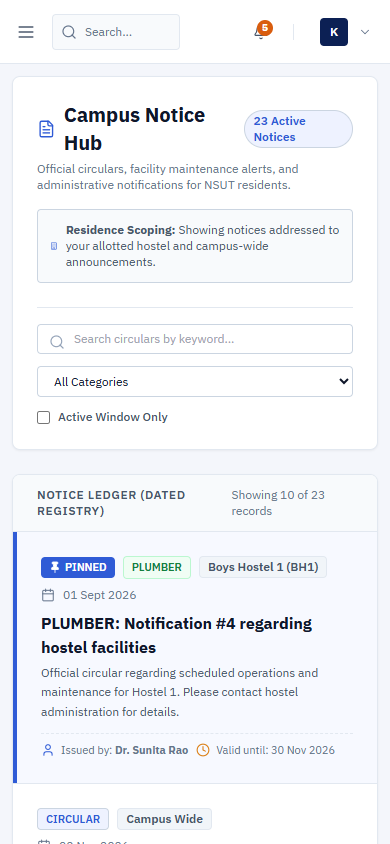 Search...
5
K
Campus Notice
Hub
23 Active
Notices
Official circulars, facility maintenance alerts, and
administrative notifications for NSUT residents.
Residence Scoping: Showing notices addressed to
your allotted hostel and campus-wide
announcements.
Search circulars by keyword...
All Categories
Active Window Only
NOTICE LEDGER (DATED
REGISTRY)
Showing 10 of 23
records
PINNED
PLUMBER
Boys Hostel 1 (BH1)
01 Sept 2026
PLUMBER: Notification #4 regarding
hostel facilities
Official circular regarding scheduled operations and
maintenance for Hostel 1. Please contact hostel
administration for details.
Issued by: Dr. Sunita Rao
Valid until: 30 Nov 2026
CIRCULAR
Campus Wide